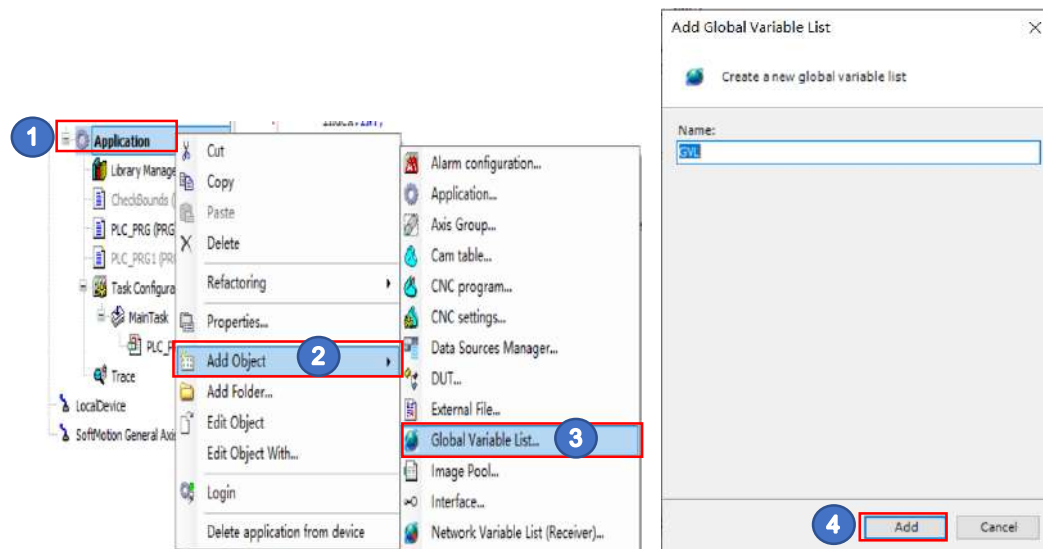 1
Application
Library Manage
CheckBounds (
PLC_PRG (PRG
PLC_PRG1 (PR
Task Configura
MainTask
PLC_P
Trace
LocalDevice
SoftMotion General Axis
Cut
Copy
Paste
Delete
Refactoring
Properties...
Add Object
2
Add Folder...
Edit Object
Edit Object With...
Login
Delete application from device
Alarm configuration...
Application...
Axis Group...
Cam table...
CNC program...
CNC settings...
Data Sources Manager...
DUT...
External File...
Global Variable List...
3
Image Pool...
Interface...
Network Variable List (Receiver)...
Add Global Variable List
Create a new global variable list
Name:
GVL
4
Add
Cancel